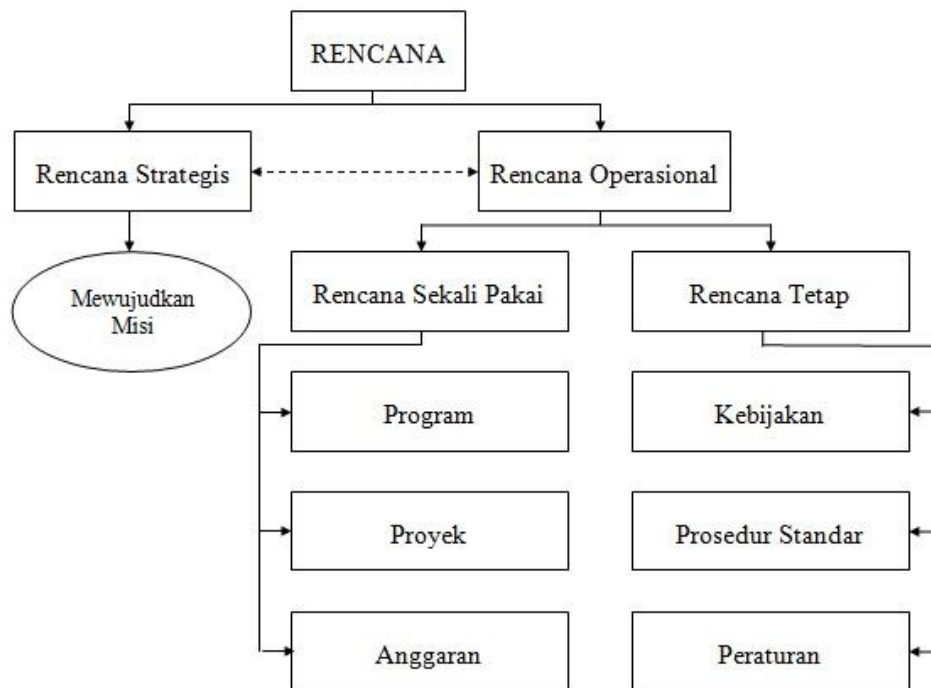 RENCANA
Rencana Strategis
Rencana Operasional
Mewujudkan
Misi
Rencana Sekali Pakai
Rencana Tetap
Program
Kebijakan
Proyek
Prosedur Standar
Anggaran
Peraturan